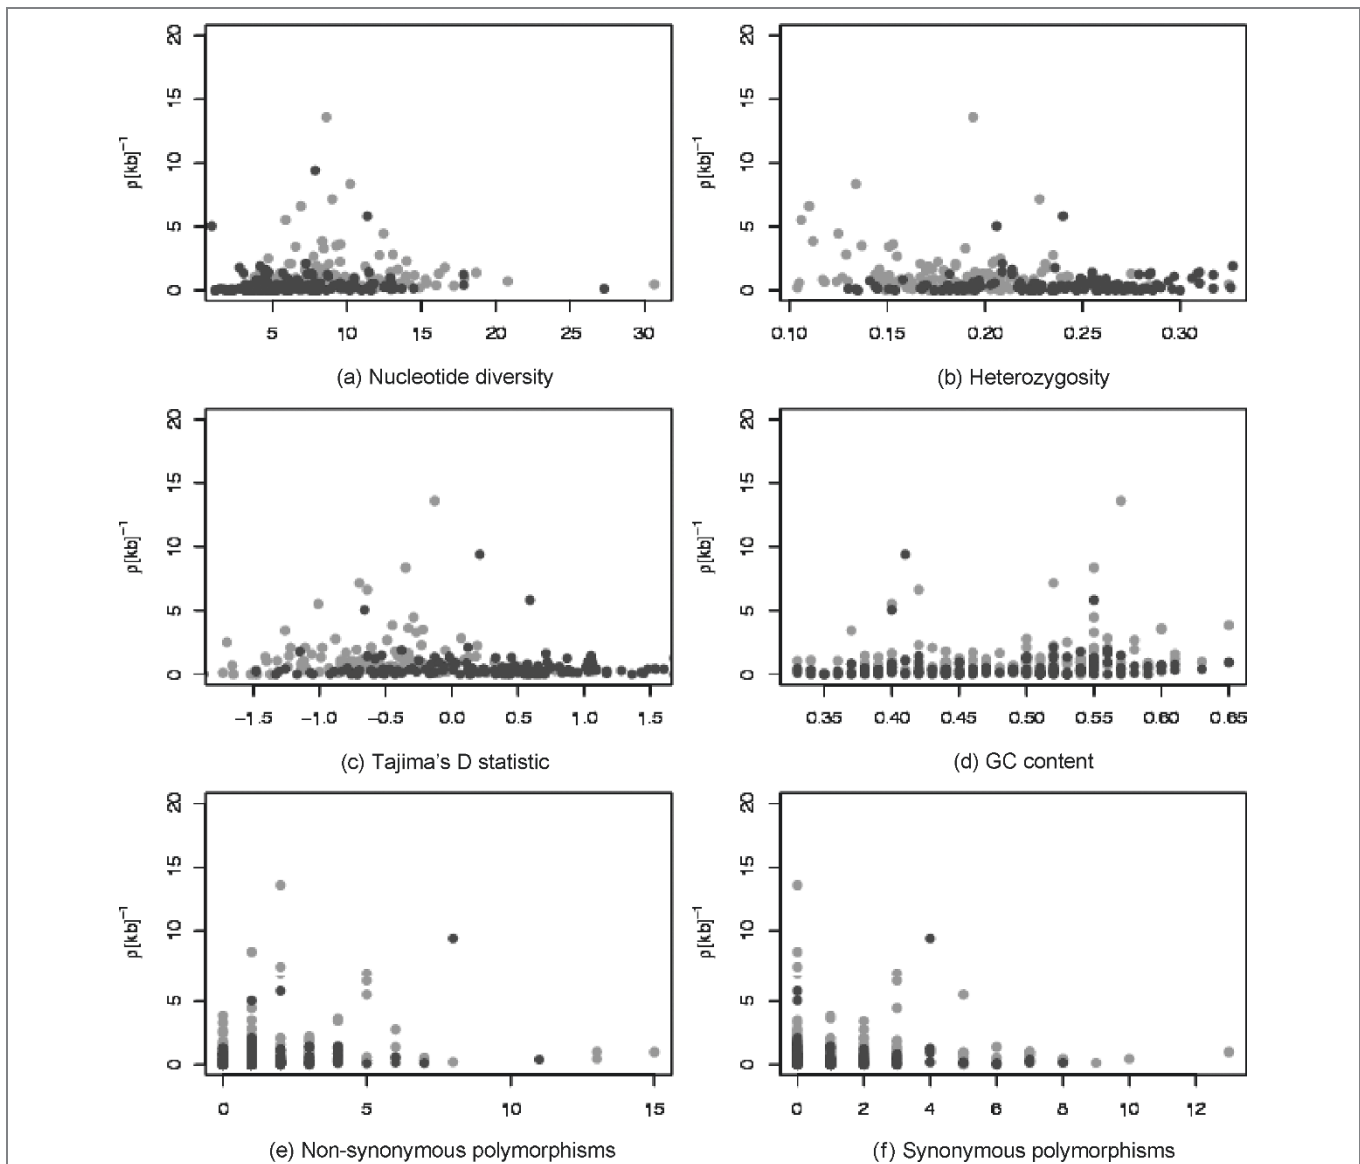 20
15
10
5
0
ρ[kb]⁻¹
5 10 15 20 25 30
(a) Nucleotide diversity
20
15
10
5
0
ρ[kb]⁻¹
0.10 0.15 0.20 0.25 0.30
(b) Heterozygosity
20
15
10
5
0
ρ[kb]⁻¹
−1.5 −1.0 −0.5 0.0 0.5 1.0 1.5
(c) Tajima's D statistic
20
15
10
5
0
ρ[kb]⁻¹
0.35 0.40 0.45 0.50 0.55 0.60 0.65
(d) GC content
20
15
10
5
0
ρ[kb]⁻¹
0 5 10 15
(e) Non-synonymous polymorphisms
20
15
10
5
0
ρ[kb]⁻¹
0 2 4 6 8 10 12
(f) Synonymous polymorphisms